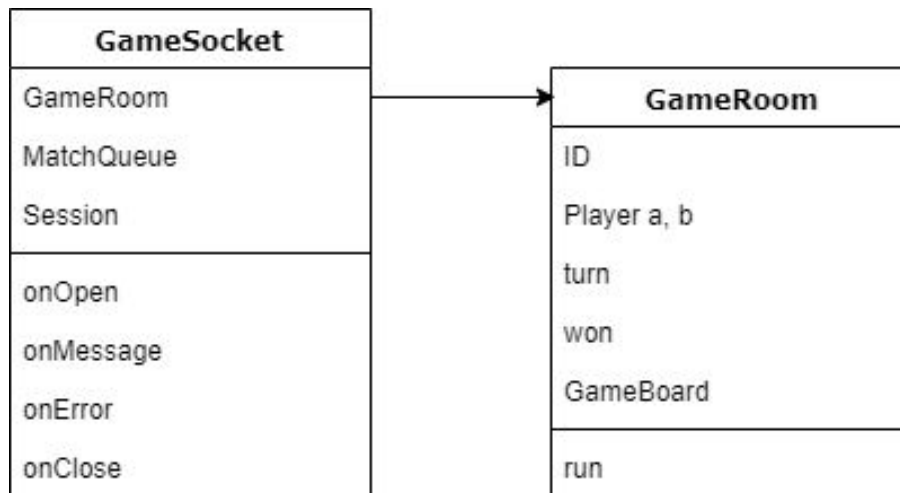 GameSocket
GameRoom
MatchQueue
Session
onOpen
onMessage
onError
onClose
GameRoom
ID
Player a, b
turn
won
GameBoard
run